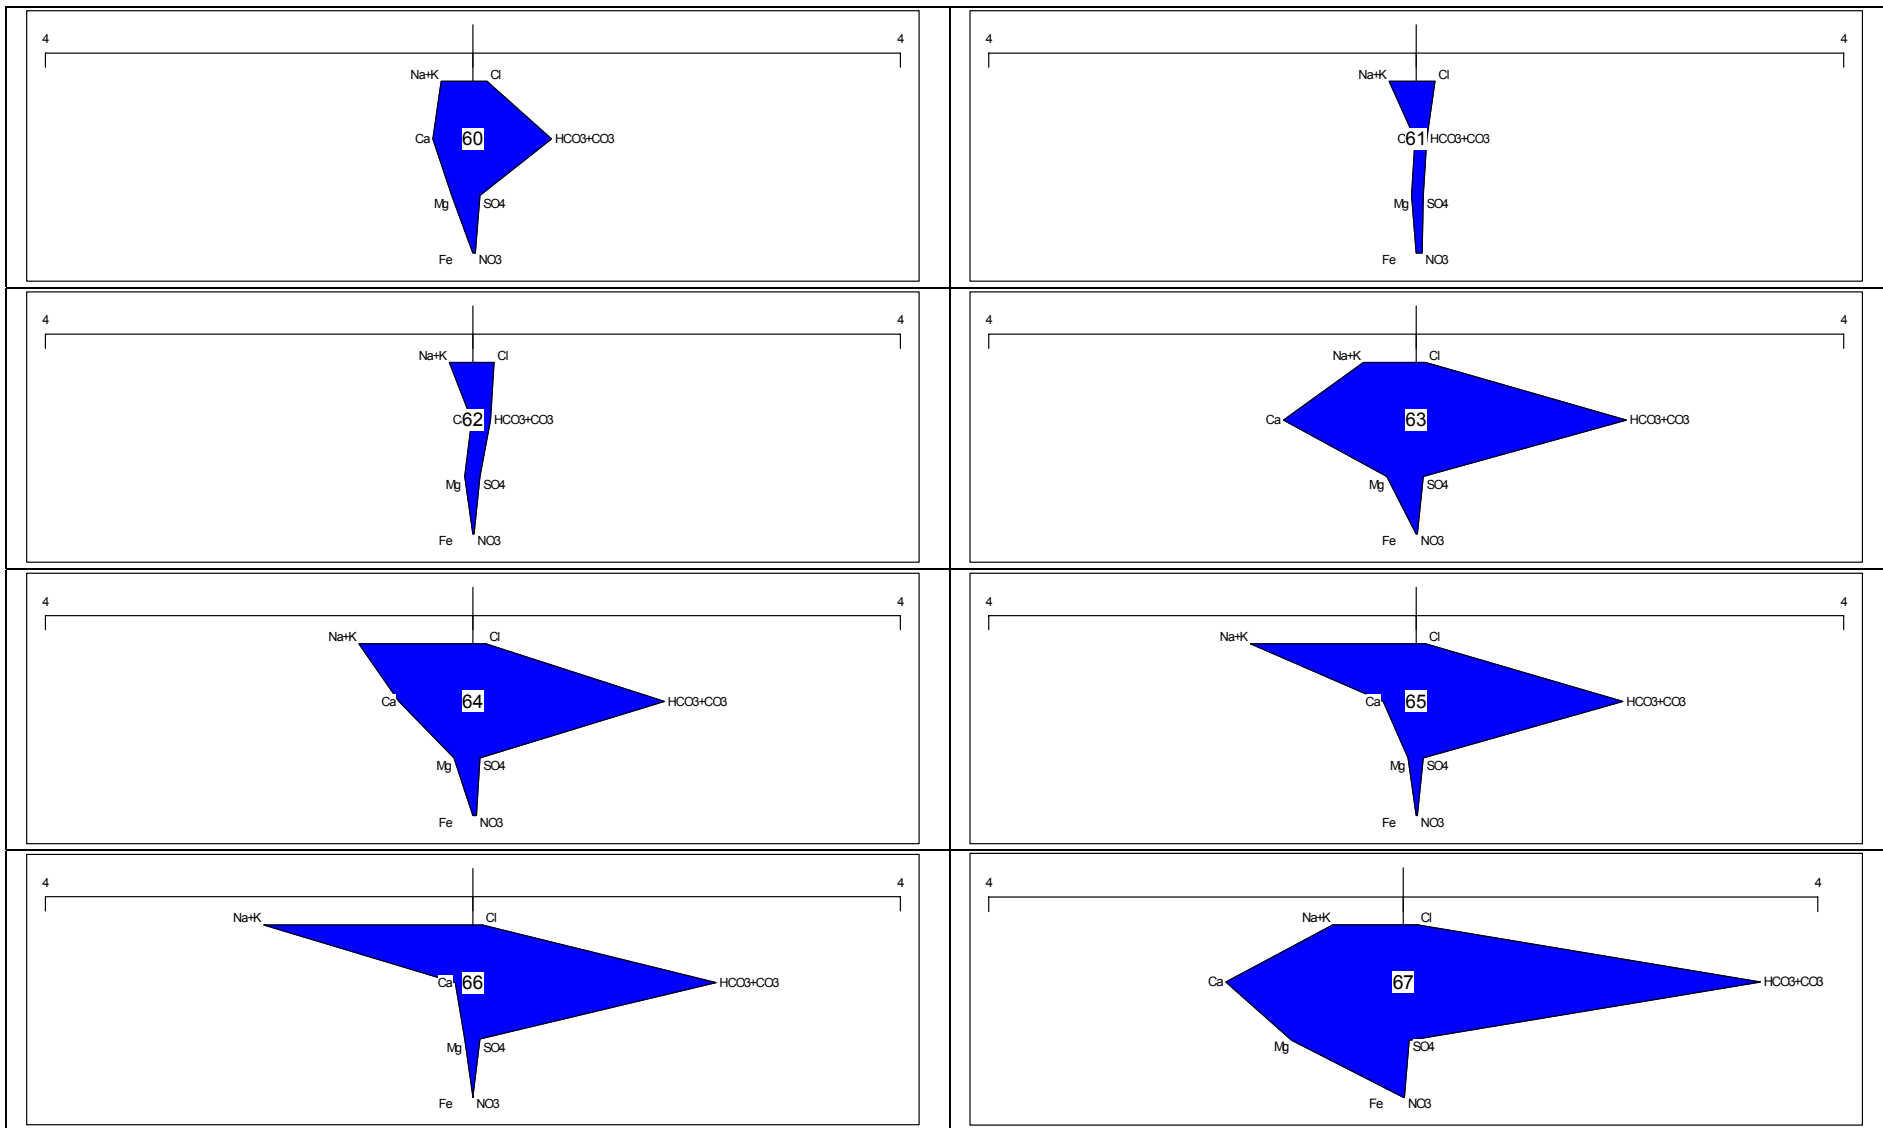 4 4
Na+K Cl
Ca 60 HCO3+CO3
Mg SO4
Fe NO3
4 4
Na+K Cl
C 61 HCO3+CO3
Mg SO4
Fe NO3
4 4
Na+K Cl
C 62 HCO3+CO3
Mg SO4
Fe NO3
4 4
Na+K Cl
Ca 63 HCO3+CO3
Mg SO4
Fe NO3
4 4
Na+K Cl
Ca 64 HCO3+CO3
Mg SO4
Fe NO3
4 4
Na+K Cl
Ca 65 HCO3+CO3
Mg SO4
Fe NO3
4 4
Na+K Cl
Ca 66 HCO3+CO3
Mg SO4
Fe NO3
4 4
Na+K Cl
Ca 67 HCO3+CO3
Mg SO4
Fe NO3